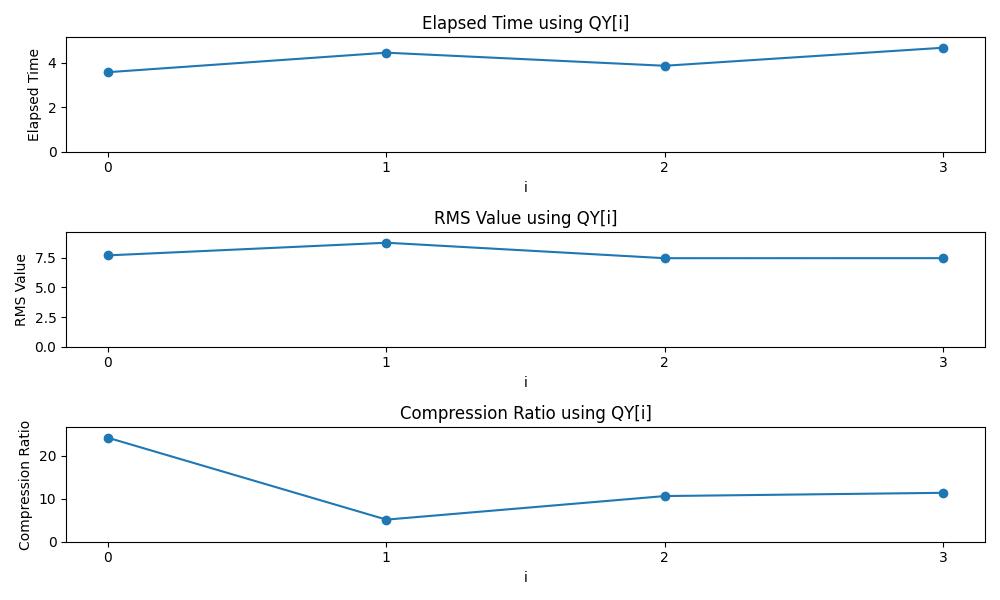 Elapsed Time using QY[i]
Elapsed Time
4
2
0
0 1 2 3
i
RMS Value using QY[i]
RMS Value
7.5
5.0
2.5
0.0
0 1 2 3
i
Compression Ratio using QY[i]
Compression Ratio
20
10
0
0 1 2 3
i